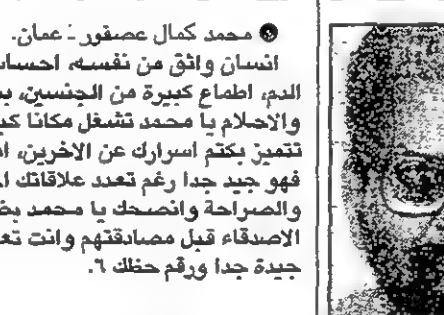 محمد كمال عصفور - عمان.
انسان واثق من نفسه، احساس
الدم، اطماع كبيرة من الجنسين، ب
والاحلام يا محمد تشغل مكانا كب
تتميز بكتم اسرارك عن الاخرين، ا
فهو جيد جدا رغم تعدد علاقاتك ا
والصراحة وانصحك يا محمد بض
الاصدقاء قبل مصادقتهم وانت تع
جيدة جدا ورقم حظك ٦.